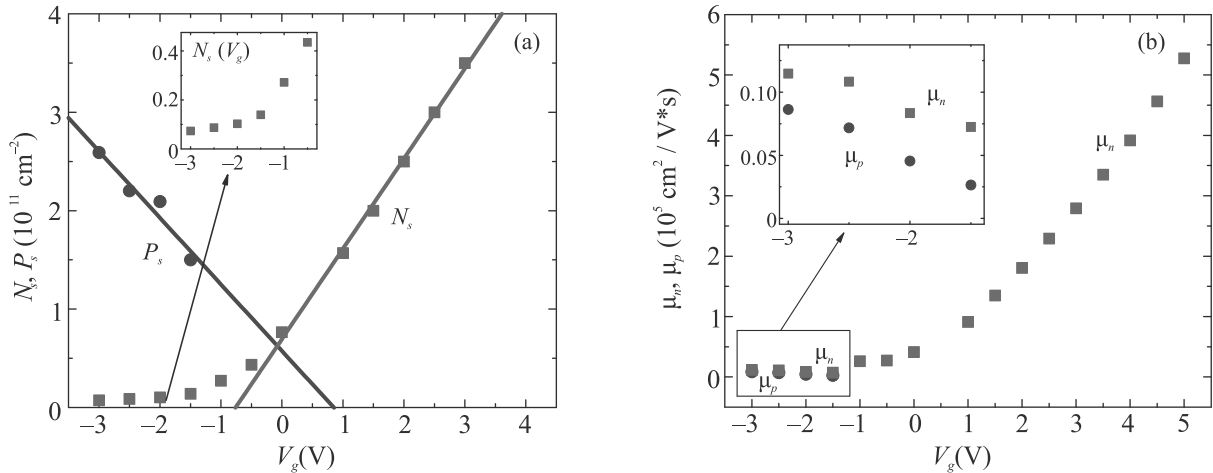 4
3
2
1
0
N_s, P_s (10^11 cm^−2)
(a)
N_s (V_g)
0.4
0.2
0
−3 −2 −1
P_s
N_s
−3 −2 −1 0 1 2 3 4
V_g(V)
6
5
4
3
2
1
0
μ_n, μ_p (10^5 cm^2 / V*s)
(b)
0.10
0.05
0
μ_n
μ_p
−3 −2
μ_n
μ_n
μ_p
−3 −2 −1 0 1 2 3 4 5
V_g(V)